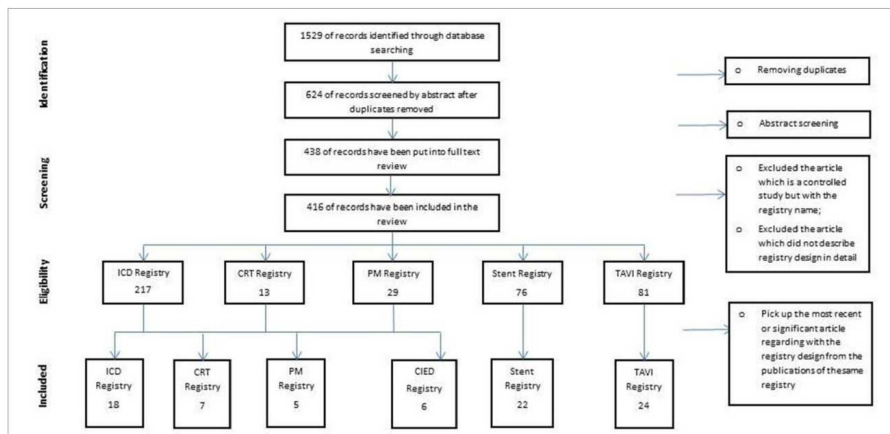 Identification
1529 of records identified through database
searching
624 of records screened by abstract after
duplicates removed
o Removing duplicates
o Abstract screening
Screening
438 of records have been put into full text
review
416 of records have been included in the
review
o Excluded the article
which is a controlled
study but with the
registry name;
o Excluded the article
which did not describe
registry design in detail
Eligibility
ICD Registry
217
CRT Registry
13
PM Registry
29
Stent Registry
76
TAVI Registry
81
o Pick up the most recent
or significant article
regarding with the
registry design from the
publications of thesame
registry
Included
ICD
Registry
18
CRT
Registry
7
PM
Registry
5
CIED
Registry
6
Stent
Registry
22
TAVI
Registry
24